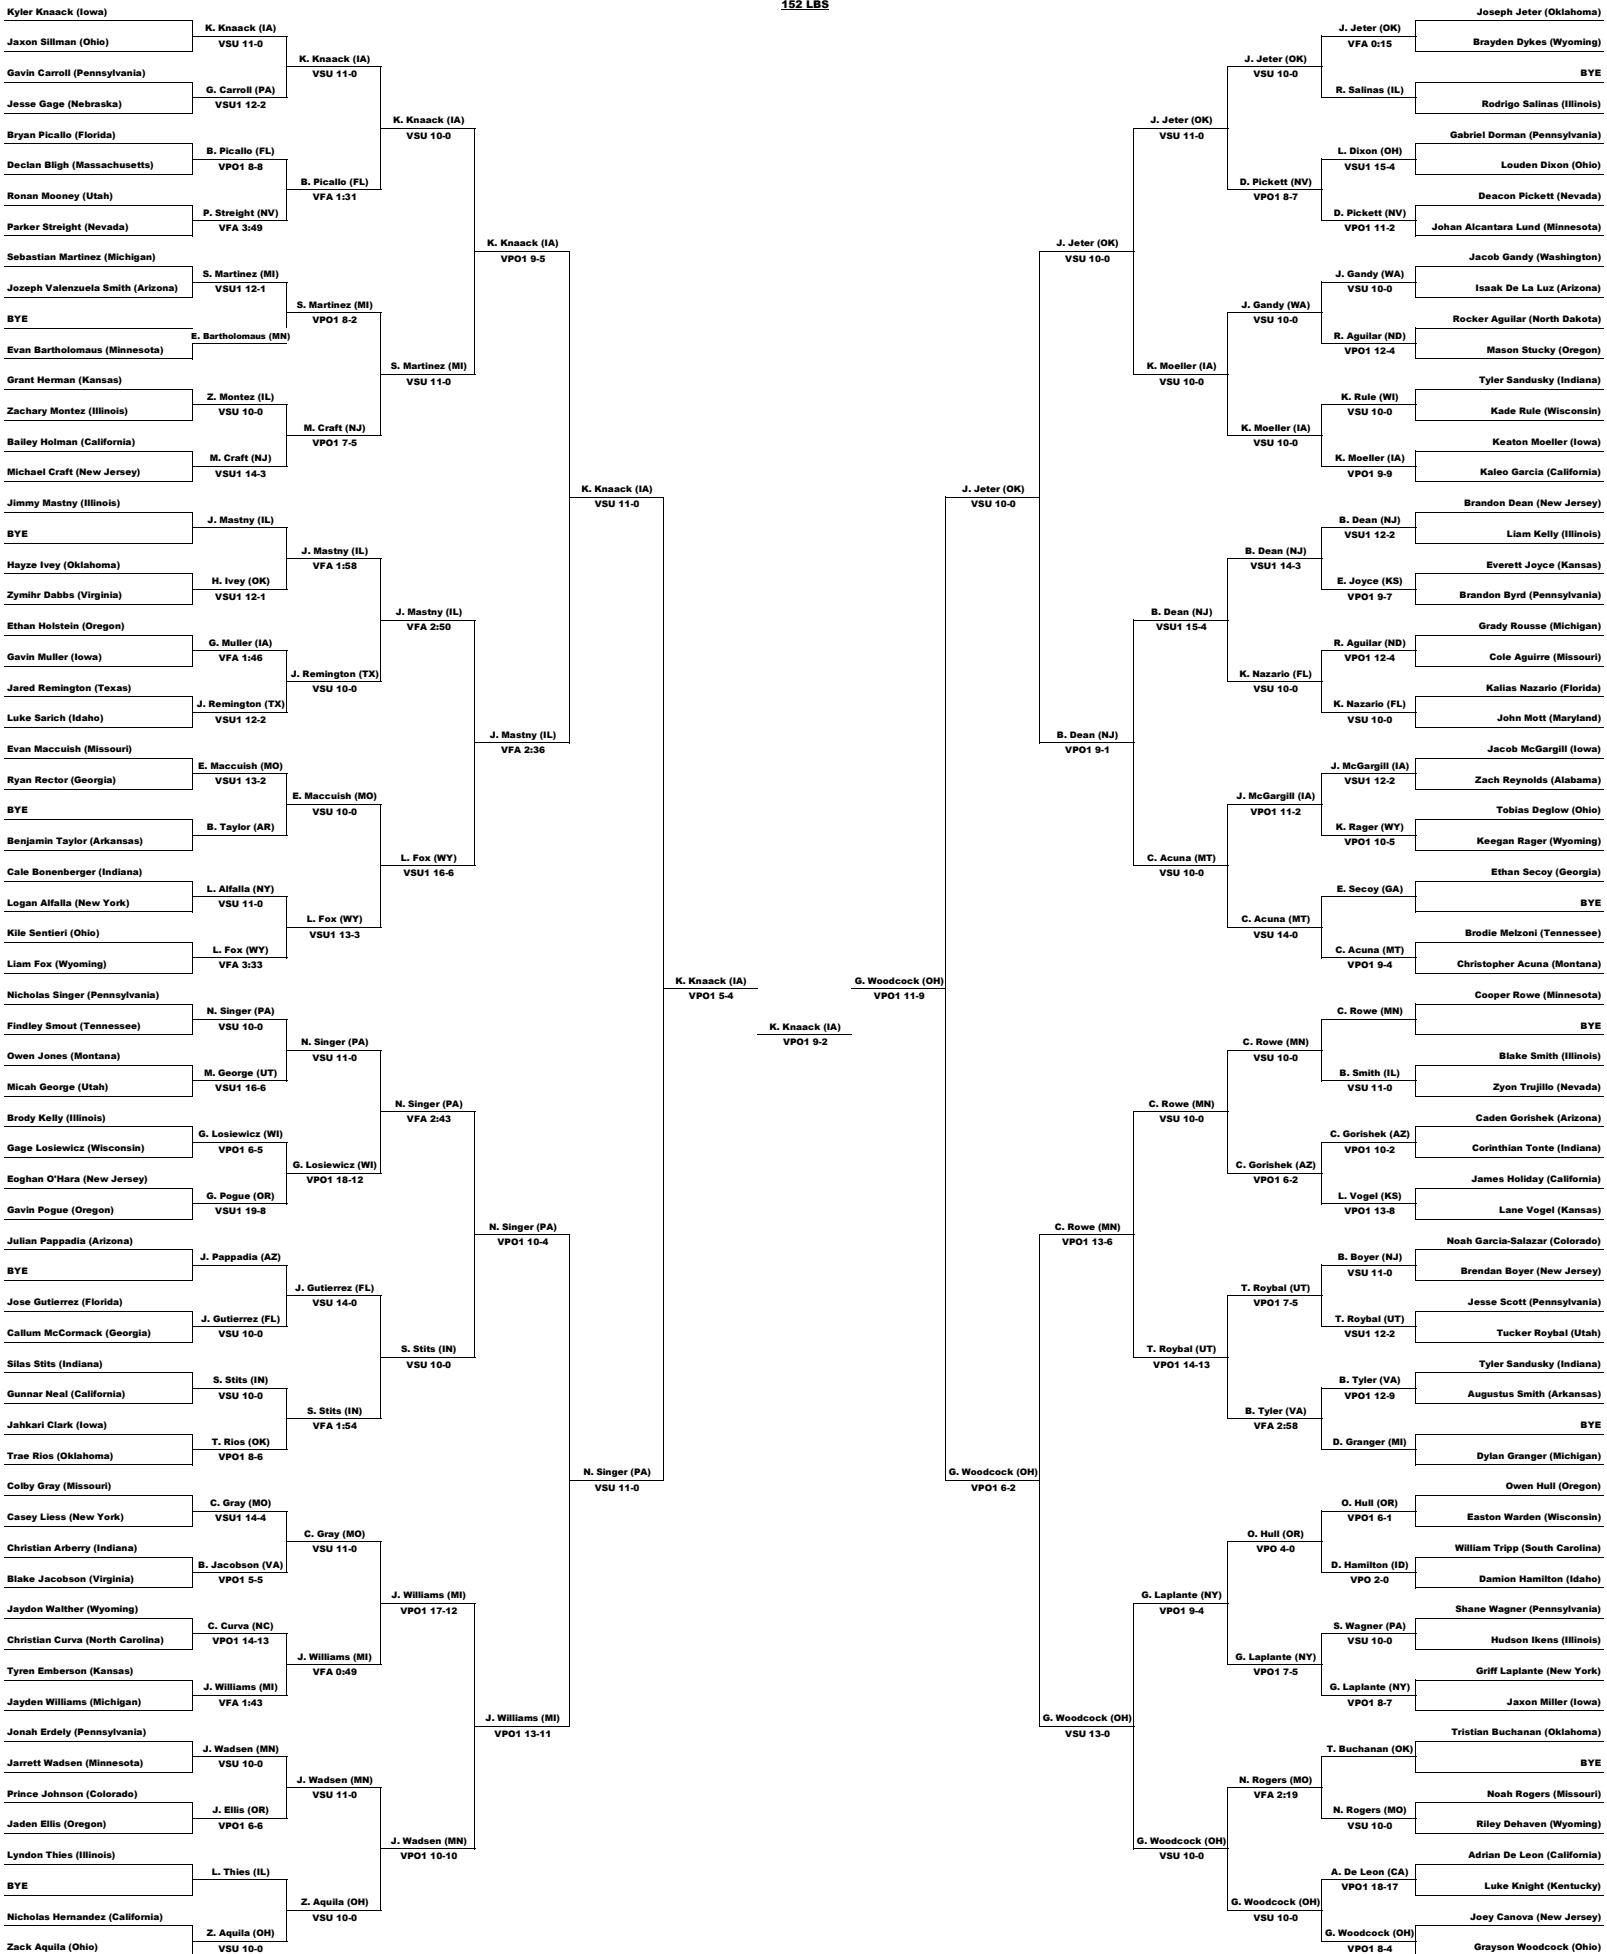 152 LBS
Kyler Knaack (Iowa)
K. Knaack (IA)
Jaxon Sillman (Ohio)
VSU 11-0
K. Knaack (IA)
Gavin Carroll (Pennsylvania)
VSU 11-0
G. Carroll (PA)
Jesse Gage (Nebraska)
VSU1 12-2
K. Knaack (IA)
Bryan Picallo (Florida)
VSU 10-0
B. Picallo (FL)
Declan Bligh (Massachusetts)
VPO1 8-8
B. Picallo (FL)
Ronan Mooney (Utah)
VFA 1:31
P. Streight (NV)
Parker Streight (Nevada)
VFA 3:49
K. Knaack (IA)
VPO1 9-5
Sebastian Martinez (Michigan)
S. Martinez (MI)
Jozeph Valenzuela Smith (Arizona)
VSU1 12-1
S. Martinez (MI)
BYE
VPO1 8-2
E. Bartholomaus (MN)
Evan Bartholomaus (Minnesota)
S. Martinez (MI)
Grant Herman (Kansas)
VSU 11-0
Z. Montez (IL)
Zachary Montez (Illinois)
VSU 10-0
M. Craft (NJ)
Bailey Holman (California)
VPO1 7-5
M. Craft (NJ)
Michael Craft (New Jersey)
VSU1 14-3
K. Knaack (IA)
VSU 11-0
Jimmy Mastny (Illinois)
J. Mastny (IL)
BYE
J. Mastny (IL)
Hayze Ivey (Oklahoma)
VFA 1:58
H. Ivey (OK)
Zymihr Dabbs (Virginia)
VSU1 12-1
J. Mastny (IL)
Ethan Holstein (Oregon)
VFA 2:50
G. Muller (IA)
Gavin Muller (Iowa)
VFA 1:46
J. Remington (TX)
Jared Remington (Texas)
VSU 10-0
J. Remington (TX)
Luke Sarich (Idaho)
VSU1 12-2
J. Mastny (IL)
VFA 2:36
Evan Maccuish (Missouri)
E. Maccuish (MO)
Ryan Rector (Georgia)
VSU1 13-2
E. Maccuish (MO)
BYE
VSU 10-0
B. Taylor (AR)
Benjamin Taylor (Arkansas)
L. Fox (WY)
Cale Bonenberger (Indiana)
VSU1 16-6
L. Alfalla (NY)
Logan Alfalla (New York)
VSU 11-0
L. Fox (WY)
Kile Sentieri (Ohio)
VSU1 13-3
L. Fox (WY)
Liam Fox (Wyoming)
VFA 3:33
K. Knaack (IA)
VPO1 5-4
Nicholas Singer (Pennsylvania)
N. Singer (PA)
Findley Smout (Tennessee)
VSU 10-0
N. Singer (PA)
Owen Jones (Montana)
VSU 11-0
M. George (UT)
Micah George (Utah)
VSU1 16-6
N. Singer (PA)
Brody Kelly (Illinois)
VFA 2:43
G. Losiewicz (WI)
Gage Losiewicz (Wisconsin)
VPO1 6-5
G. Losiewicz (WI)
Eoghan O'Hara (New Jersey)
VPO1 18-12
G. Pogue (OR)
Gavin Pogue (Oregon)
VSU1 19-8
N. Singer (PA)
VPO1 10-4
Julian Pappadia (Arizona)
J. Pappadia (AZ)
BYE
J. Gutierrez (FL)
Jose Gutierrez (Florida)
VSU 14-0
J. Gutierrez (FL)
Callum McCormack (Georgia)
VSU 10-0
S. Stits (IN)
Silas Stits (Indiana)
VSU 10-0
S. Stits (IN)
Gunnar Neal (California)
VSU 10-0
S. Stits (IN)
Jahkari Clark (Iowa)
VFA 1:54
T. Rios (OK)
Trae Rios (Oklahoma)
VPO1 8-6
N. Singer (PA)
VSU 11-0
Colby Gray (Missouri)
C. Gray (MO)
Casey Liess (New York)
VSU1 14-4
C. Gray (MO)
Christian Arberry (Indiana)
VSU 11-0
B. Jacobson (VA)
Blake Jacobson (Virginia)
VPO1 5-5
J. Williams (MI)
Jaydon Walther (Wyoming)
VPO1 17-12
C. Curva (NC)
Christian Curva (North Carolina)
VPO1 14-13
J. Williams (MI)
Tyren Emberson (Kansas)
VFA 0:49
J. Williams (MI)
Jayden Williams (Michigan)
VFA 1:43
J. Williams (MI)
VPO1 13-11
Jonah Erdely (Pennsylvania)
J. Wadsen (MN)
Jarrett Wadsen (Minnesota)
VSU 10-0
J. Wadsen (MN)
Prince Johnson (Colorado)
VSU 11-0
J. Ellis (OR)
Jaden Ellis (Oregon)
VPO1 6-6
J. Wadsen (MN)
Lyndon Thies (Illinois)
VPO1 10-10
L. Thies (IL)
BYE
Z. Aquila (OH)
Nicholas Hernandez (California)
VSU 10-0
Z. Aquila (OH)
Zack Aquila (Ohio)
VSU 10-0
K. Knaack (IA)
VPO1 9-2
G. Woodcock (OH)
VPO1 11-9
Joseph Jeter (Oklahoma)
J. Jeter (OK)
Brayden Dykes (Wyoming)
VFA 0:15
J. Jeter (OK)
BYE
VSU 10-0
R. Salinas (IL)
Rodrigo Salinas (Illinois)
J. Jeter (OK)
Gabriel Dorman (Pennsylvania)
VSU 11-0
L. Dixon (OH)
Louden Dixon (Ohio)
VSU1 15-4
D. Pickett (NV)
Deacon Pickett (Nevada)
VPO1 8-7
D. Pickett (NV)
Johan Alcantara Lund (Minnesota)
VPO1 11-2
J. Jeter (OK)
VSU 10-0
Jacob Gandy (Washington)
J. Gandy (WA)
Isaak De La Luz (Arizona)
VSU 10-0
J. Gandy (WA)
Rocker Aguilar (North Dakota)
VSU 10-0
R. Aguilar (ND)
Mason Stucky (Oregon)
VPO1 12-4
K. Moeller (IA)
Tyler Sandusky (Indiana)
VSU 10-0
K. Rule (WI)
Kade Rule (Wisconsin)
VSU 10-0
K. Moeller (IA)
Keaton Moeller (Iowa)
VSU 10-0
K. Moeller (IA)
Kaleo Garcia (California)
VPO1 9-9
J. Jeter (OK)
VSU 10-0
Brandon Dean (New Jersey)
B. Dean (NJ)
Liam Kelly (Illinois)
VSU1 12-2
B. Dean (NJ)
Everett Joyce (Kansas)
VSU1 14-3
E. Joyce (KS)
Brandon Byrd (Pennsylvania)
VPO1 9-7
B. Dean (NJ)
Grady Rousse (Michigan)
VSU1 15-4
R. Aguilar (ND)
Cole Aguirre (Missouri)
VPO1 12-4
K. Nazario (FL)
Kalias Nazario (Florida)
VSU 10-0
K. Nazario (FL)
John Mott (Maryland)
VSU 10-0
B. Dean (NJ)
VPO1 9-1
Jacob McGargill (Iowa)
J. McGargill (IA)
Zach Reynolds (Alabama)
VSU1 12-2
J. McGargill (IA)
Tobias Deglow (Ohio)
VPO1 11-2
K. Rager (WY)
Keegan Rager (Wyoming)
VPO1 10-5
C. Acuna (MT)
Ethan Secoy (Georgia)
VSU 10-0
E. Secoy (GA)
BYE
C. Acuna (MT)
Brodie Melzoni (Tennessee)
VSU 14-0
C. Acuna (MT)
Christopher Acuna (Montana)
VPO1 9-4
Cooper Rowe (Minnesota)
C. Rowe (MN)
BYE
C. Rowe (MN)
Blake Smith (Illinois)
VSU 10-0
B. Smith (IL)
Zyon Trujillo (Nevada)
VSU 11-0
C. Rowe (MN)
Caden Gorishek (Arizona)
VSU 10-0
C. Gorishek (AZ)
Corinthian Tonte (Indiana)
VPO1 10-2
C. Gorishek (AZ)
James Holiday (California)
VPO1 6-2
L. Vogel (KS)
Lane Vogel (Kansas)
VPO1 13-8
C. Rowe (MN)
VPO1 13-6
Noah Garcia-Salazar (Colorado)
B. Boyer (NJ)
Brendan Boyer (New Jersey)
VSU 11-0
T. Roybal (UT)
Jesse Scott (Pennsylvania)
VPO1 7-5
T. Roybal (UT)
Tucker Roybal (Utah)
VSU1 12-2
T. Roybal (UT)
Tyler Sandusky (Indiana)
VPO1 14-13
B. Tyler (VA)
Augustus Smith (Arkansas)
VPO1 12-9
B. Tyler (VA)
BYE
VFA 2:58
D. Granger (MI)
Dylan Granger (Michigan)
G. Woodcock (OH)
VPO1 6-2
Owen Hull (Oregon)
O. Hull (OR)
Easton Warden (Wisconsin)
VPO1 6-1
O. Hull (OR)
William Tripp (South Carolina)
VPO 4-0
D. Hamilton (ID)
Damion Hamilton (Idaho)
VPO 2-0
G. Laplante (NY)
Shane Wagner (Pennsylvania)
VPO1 9-4
S. Wagner (PA)
Hudson Ikens (Illinois)
VSU 10-0
G. Laplante (NY)
Griff Laplante (New York)
VPO1 7-5
G. Laplante (NY)
Jaxon Miller (Iowa)
VPO1 8-7
G. Woodcock (OH)
VSU 13-0
Tristian Buchanan (Oklahoma)
T. Buchanan (OK)
BYE
N. Rogers (MO)
Noah Rogers (Missouri)
VFA 2:19
N. Rogers (MO)
Riley Dehaven (Wyoming)
VSU 10-0
G. Woodcock (OH)
Adrian De Leon (California)
VSU 10-0
A. De Leon (CA)
Luke Knight (Kentucky)
VPO1 18-17
G. Woodcock (OH)
Joey Canova (New Jersey)
VSU 10-0
G. Woodcock (OH)
Grayson Woodcock (Ohio)
VPO1 8-4